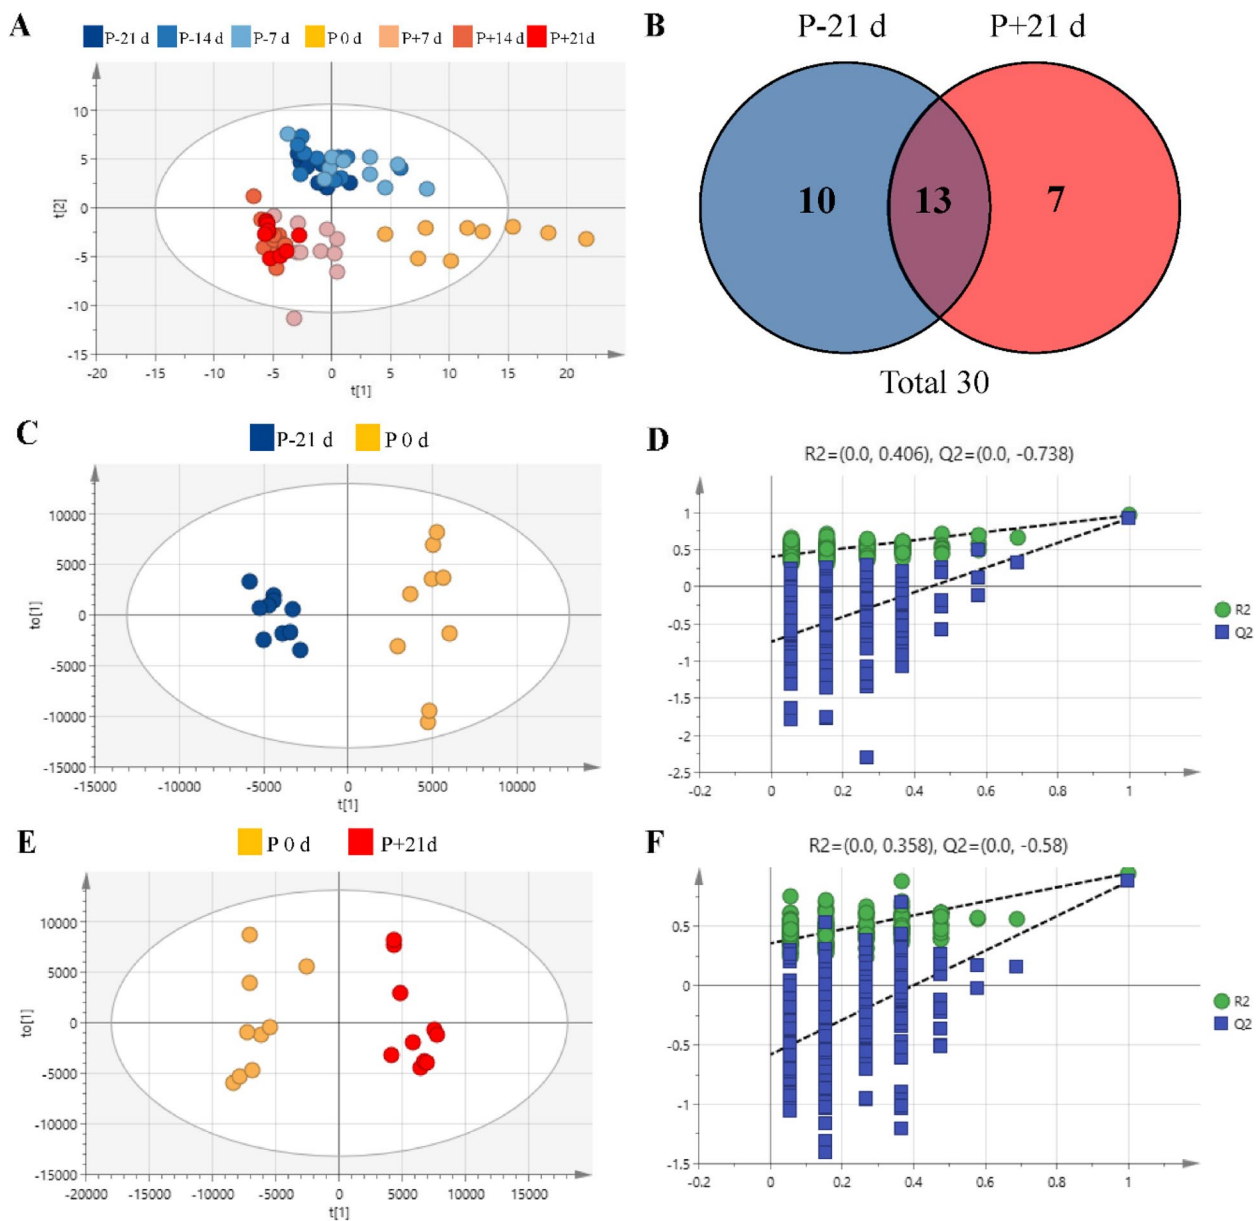 A
P-21 d P-14 d P-7 d P 0 d P+7 d P+14 d P+21d
10
5
0
-5
-10
-15
t[2]
-20 -15 -10 -5 0 5 10 15 20
t[1]
B
P-21 d P+21 d
10 13 7
Total 30
C
P-21 d P 0 d
10000
5000
0
-5000
-10000
-15000
to[1]
-15000 -10000 -5000 0 5000 10000
t[1]
D
R2=(0.0, 0.406), Q2=(0.0, -0.738)
1
0.5
0
-0.5
-1
-1.5
-2
-2.5
-0.2 0 0.2 0.4 0.6 0.8 1
R2
Q2
E
P 0 d P+21d
10000
5000
0
-5000
-10000
-15000
to[1]
-20000 -15000 -10000 -5000 0 5000 10000 15000
t[1]
F
R2=(0.0, 0.358), Q2=(0.0, -0.58)
0.5
0
-0.5
-1
-1.5
-0.2 0 0.2 0.4 0.6 0.8 1
R2
Q2